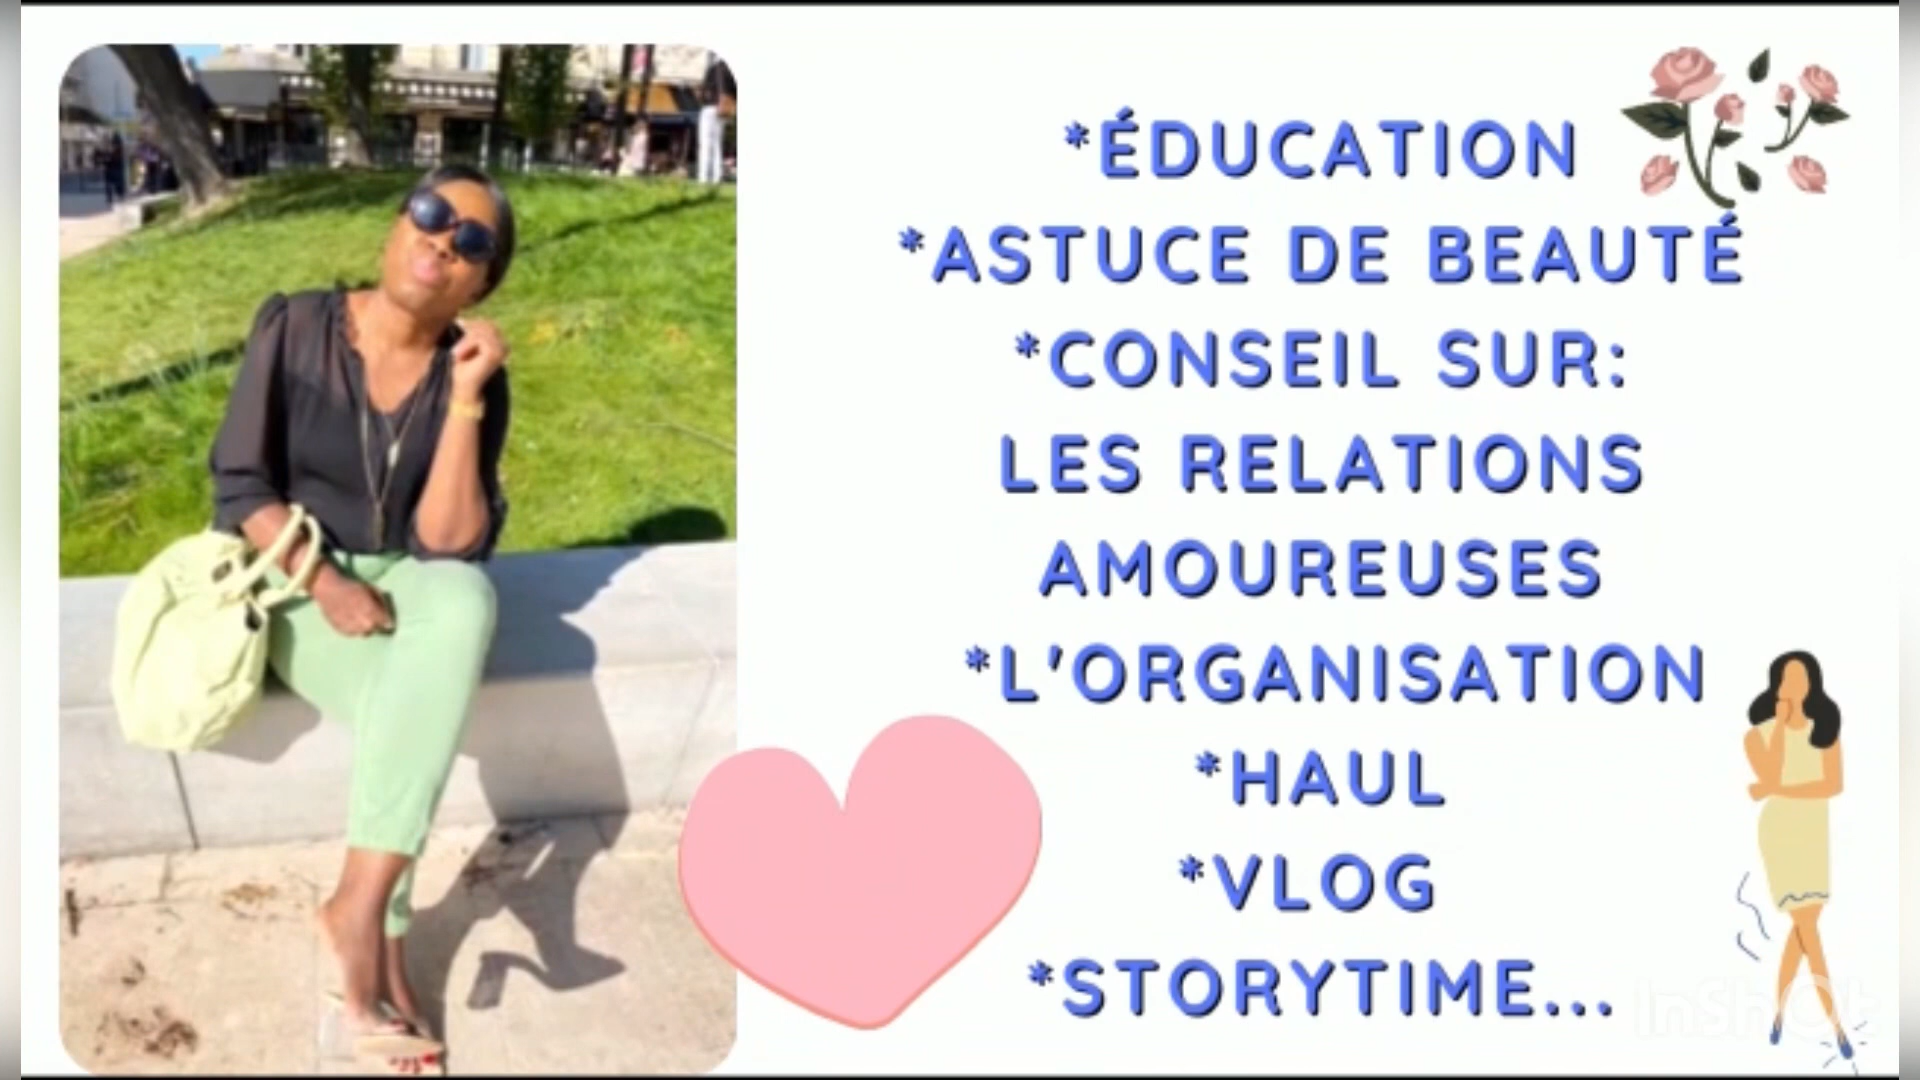 *ÉDUCATION
*ASTUCE DE BEAUTÉ
*CONSEIL SUR:
LES RELATIONS
AMOUREUSES
*L'ORGANISATION
*HAUL
*VLOG
*STORYTIME...
InShOt